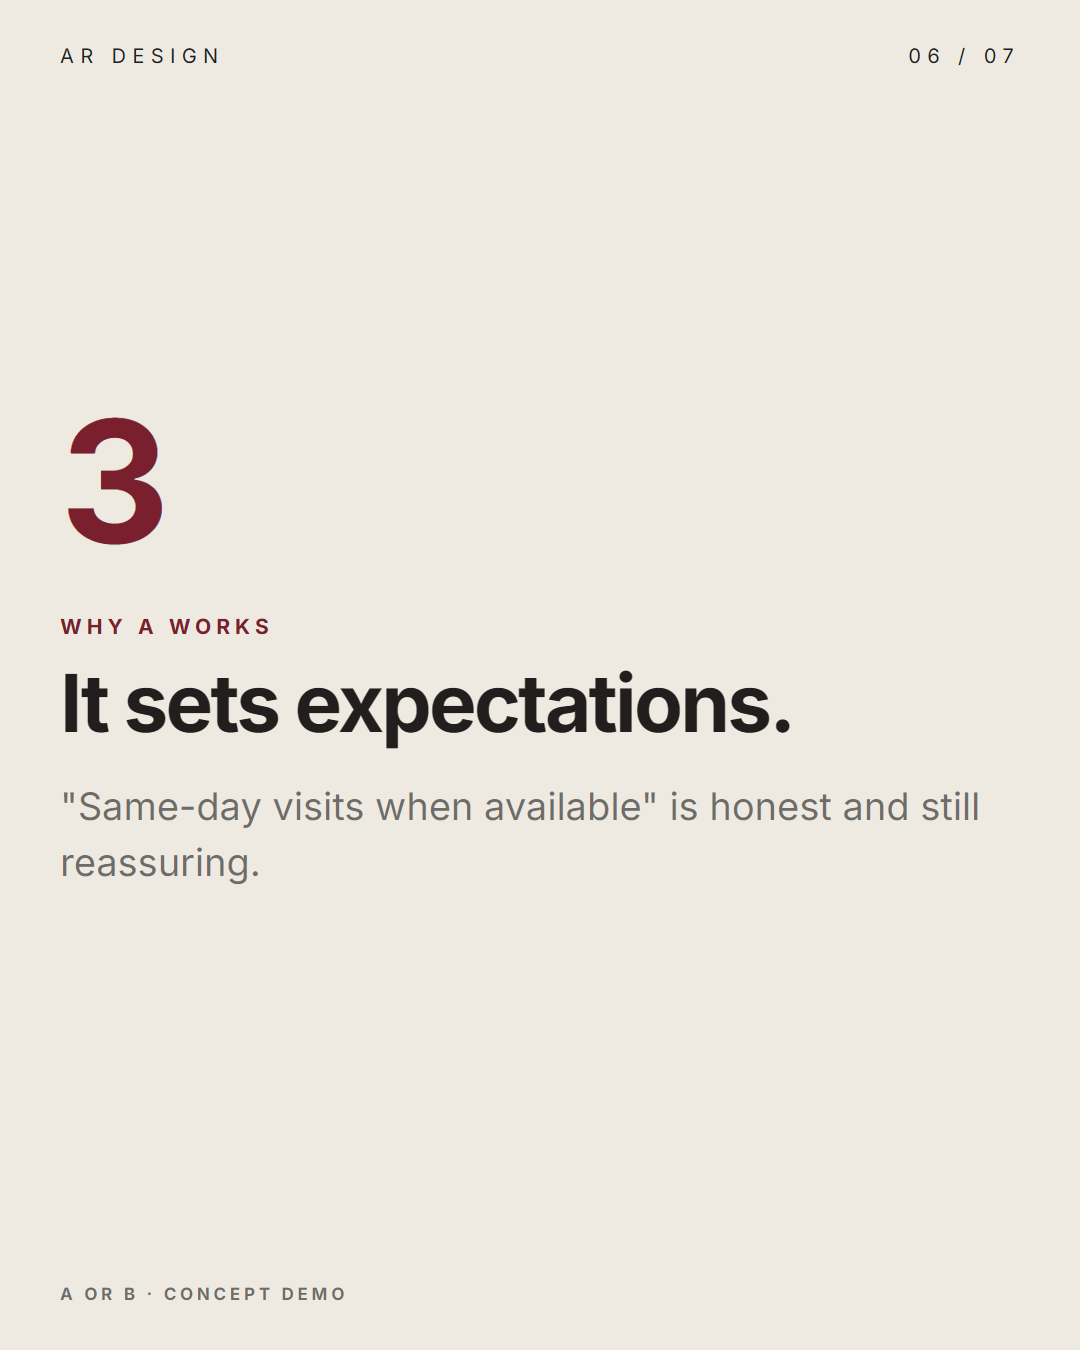 AR DESIGN
06 / 07
3
WHY A WORKS
It sets expectations.
"Same-day visits when available" is honest and still
reassuring.
A OR B · CONCEPT DEMO